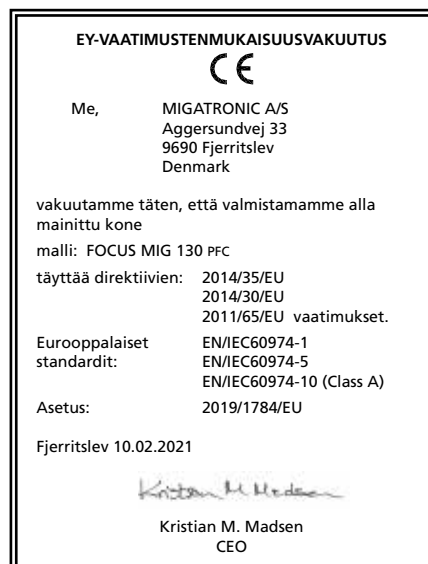 EY-VAATIMUSTENMUKAISUUSVAKUUTUS
CE
Me, MIGATRONIC A/S
Aggersundvej 33
9690 Fjerritslev
Denmark
vakuutamme täten, että valmistamamme alla
mainittu kone
malli: FOCUS MIG 130 PFC
täyttää direktiivien: 2014/35/EU
2014/30/EU
2011/65/EU vaatimukset.
Eurooppalaiset EN/IEC60974-1
standardit: EN/IEC60974-5
EN/IEC60974-10 (Class A)
Asetus: 2019/1784/EU
Fjerritslev 10.02.2021
Kristian M Madsen
Kristian M. Madsen
CEO